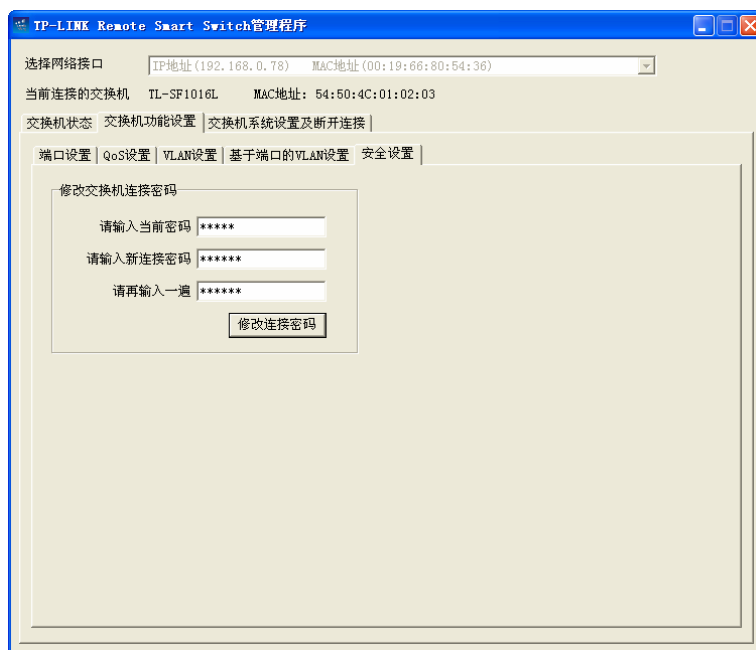 TP-LINK Remote Smart Switch管理程序
选择网络接口 IP地址(192.168.0.78) MAC地址(00:19:66:80:54:36)
当前连接的交换机 TL-SF1016L MAC地址: 54:50:4C:01:02:03
交换机状态 交换机功能设置 交换机系统设置及断开连接
端口设置 QoS设置 VLAN设置 基于端口的VLAN设置 安全设置
修改交换机连接密码
请输入当前密码 *****
请输入新连接密码 ******
请再输入一遍 ******
修改连接密码